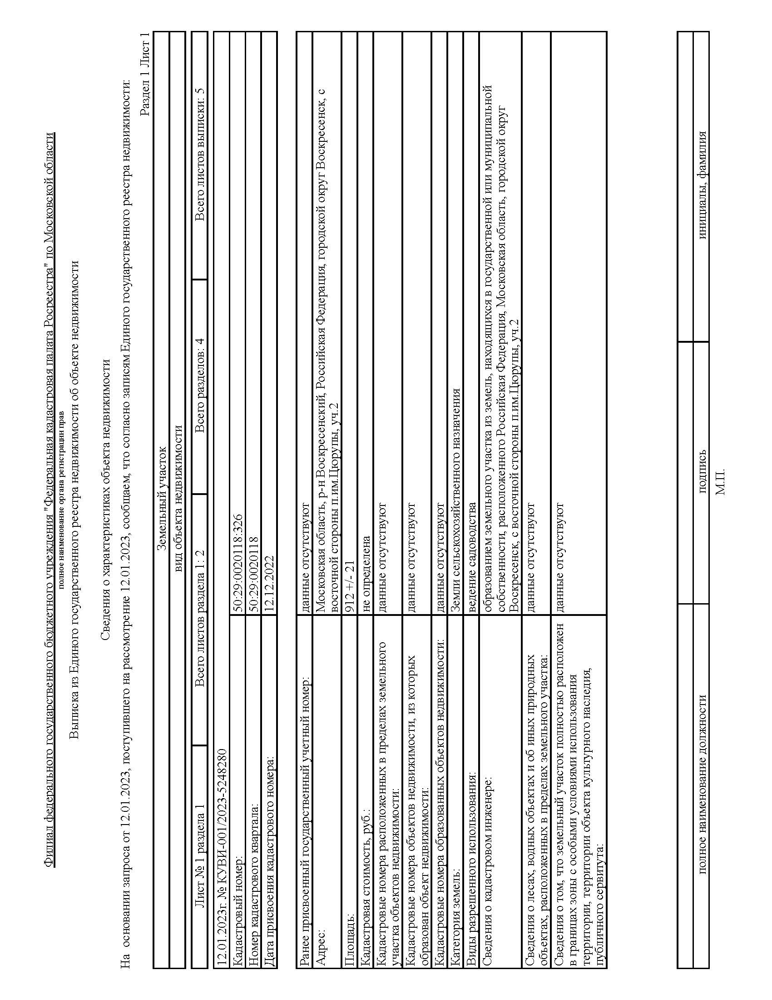 Филиал федерального государственного бюджетного учреждения "Федеральная кадастровая палата Росреестра" по Московской области
полное наименование органа регистрации прав
Выписка из Единого государственного реестра недвижимости об объекте недвижимости
Сведения о характеристиках объекта недвижимости
На основании запроса от 12.01.2023, поступившего на рассмотрение 12.01.2023, сообщаем, что согласно записям Единого государственного реестра недвижимости:
Раздел 1 Лист 1
Земельный участок
вид объекта недвижимости
Лист № 1 раздела 1 Всего листов раздела 1: 2 Всего разделов: 4 Всего листов выписки: 5
12.01.2023г. № КУВИ-001/2023-5248280
Кадастровый номер: 50:29:0020118:326
Номер кадастрового квартала: 50:29:0020118
Дата присвоения кадастрового номера: 12.12.2022
Ранее присвоенный государственный учетный номер: данные отсутствуют
Адрес: Московская область, р-н Воскресенский, Российская Федерация, городской округ Воскресенск, с
восточной стороны п.им.Цюрупы, уч.2
Площадь: 912 +/- 21
Кадастровая стоимость, руб.: не определена
Кадастровые номера расположенных в пределах земельного
участка объектов недвижимости:
данные отсутствуют
Кадастровые номера объектов недвижимости, из которых
образован объект недвижимости:
данные отсутствуют
Кадастровые номера образованных объектов недвижимости: данные отсутствуют
Категория земель: Земли сельскохозяйственного назначения
Виды разрешенного использования: ведение садоводства
Сведения о кадастровом инженере: образованием земельного участка из земель, находящихся в государственной или муниципальной
собственности, расположенного Российская Федерация, Московская область, городской округ
Воскресенск, с восточной стороны п.им.Цюрупы, уч.2
Сведения о лесах, водных объектах и об иных природных
объектах, расположенных в пределах земельного участка:
данные отсутствуют
Сведения о том, что земельный участок полностью расположен
в границах зоны с особыми условиями использования
территории, территории объекта культурного наследия,
публичного сервитута:
данные отсутствуют
полное наименование должности подпись инициалы, фамилия
М.П.